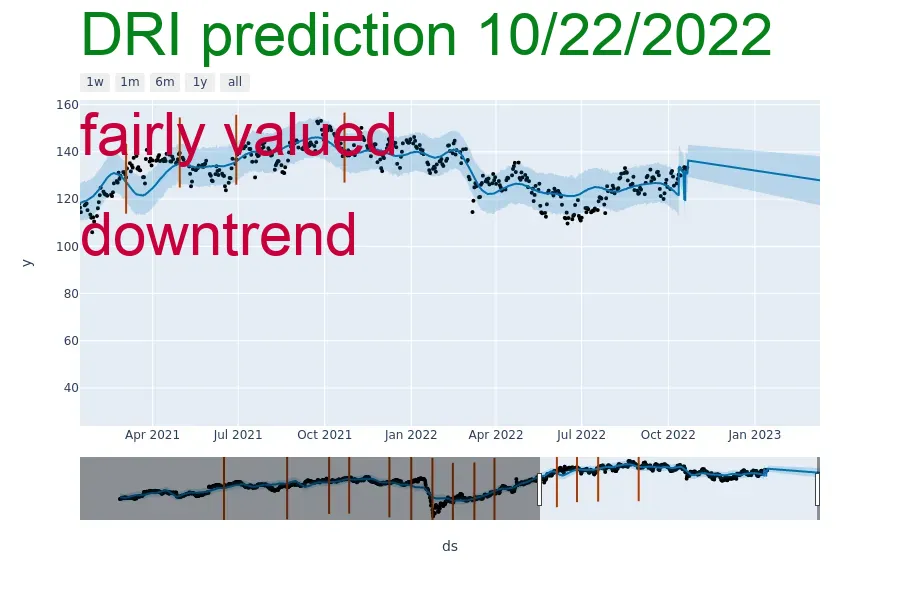 DRI prediction 10/22/2022
1w 1m 6m 1y all
160
fairly valued
140
120
downtrend
100
y
80
60
40
Apr 2021 Jul 2021 Oct 2021 Jan 2022 Apr 2022 Jul 2022 Oct 2022 Jan 2023
ds